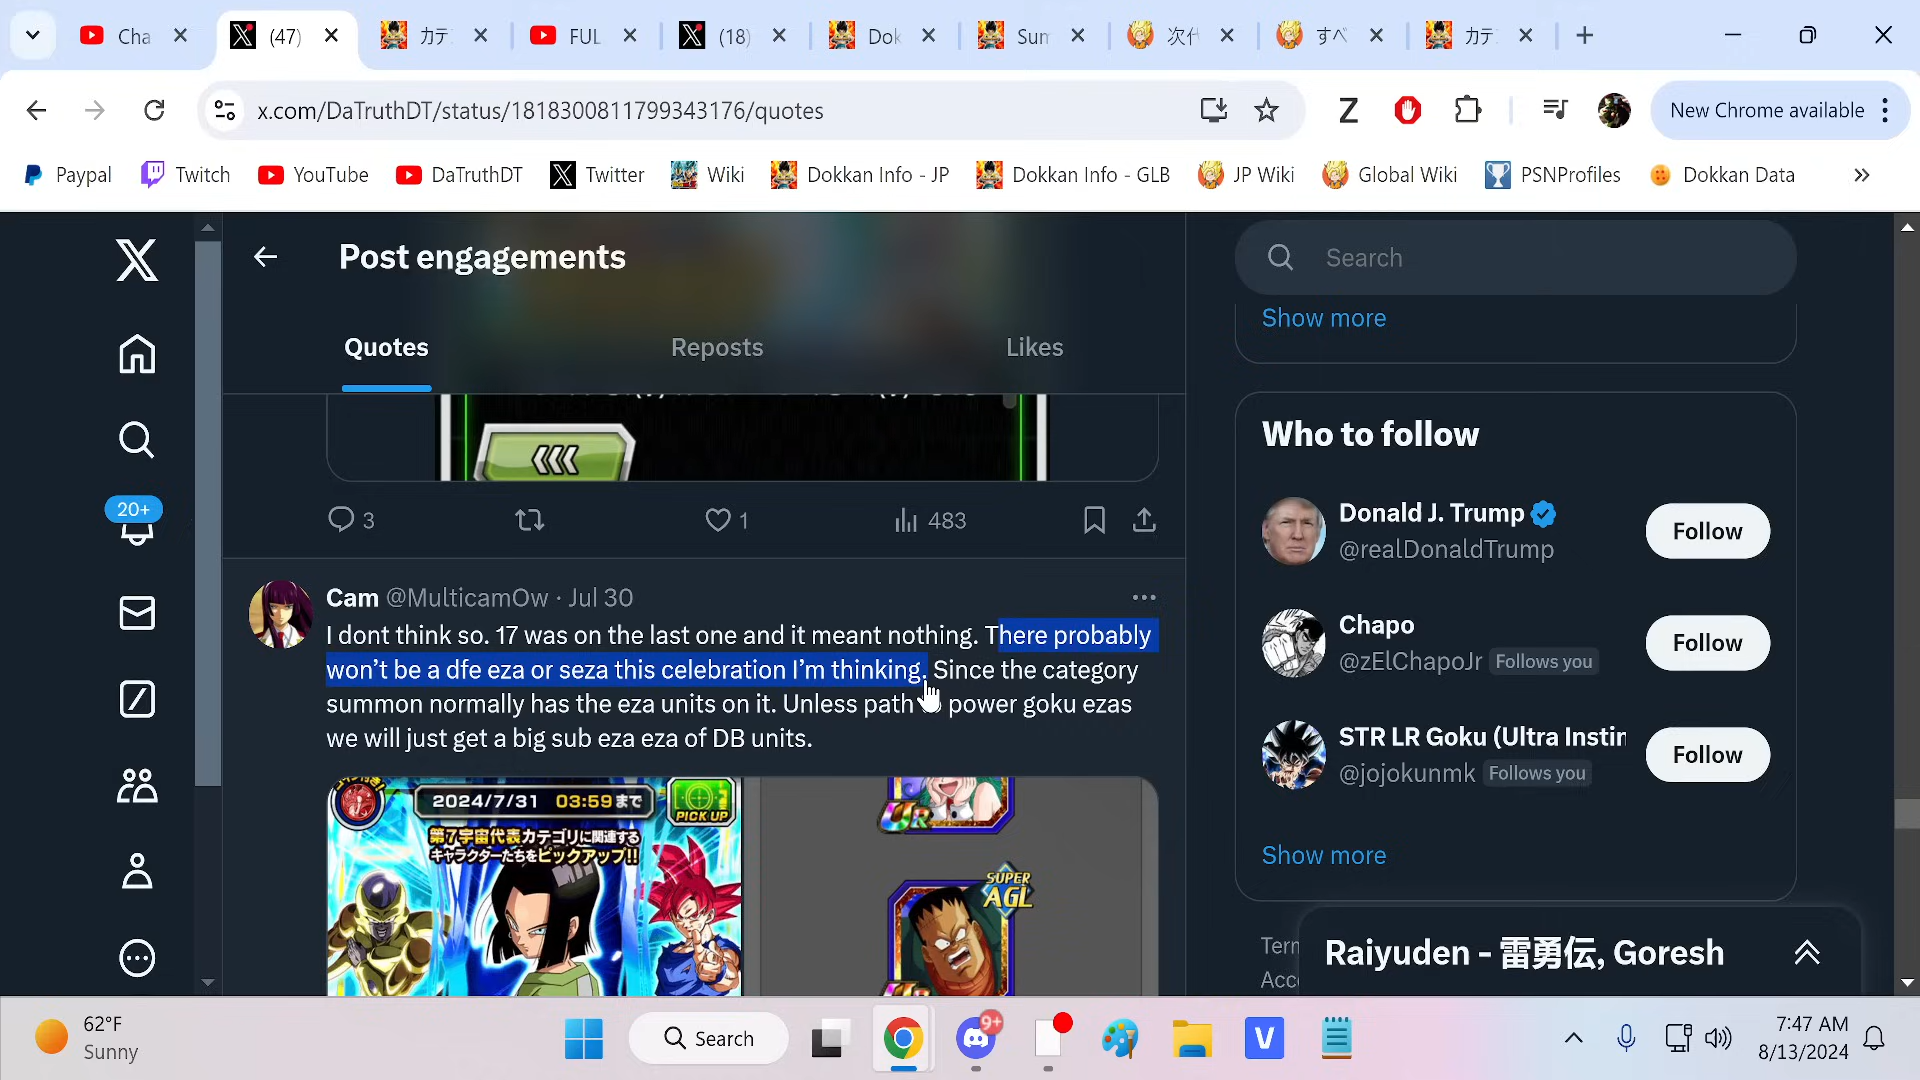 Cha
(47)
カテ
FUL
(18)
Dok
Sum
次代
すべ
カテ
x.com/DaTruthDT/status/1818300811799343176/quotes
Z
New Chrome available
Paypal
Twitch
YouTube
DaTruthDT
Twitter
Wiki
Dokkan Info - JP
Dokkan Info - GLB
JP Wiki
Global Wiki
PSNProfiles
Dokkan Data
Post engagements
Quotes
Reposts
Likes
3
1
483
20+
Cam @MulticamOw · Jul 30
I dont think so. 17 was on the last one and it meant nothing. There probably
won't be a dfe eza or seza this celebration I'm thinking. Since the category
summon normally has the eza units on it. Unless path power goku ezas
we will just get a big sub eza eza of DB units.
2024/7/31 03:59まで
PICK UP
第7宇宙代表カテゴリに関連する
キャラクターたちをピックアップ!!
UR
SUPER
AGL
Search
Show more
Who to follow
Donald J. Trump
@realDonaldTrump
Follow
Chapo
@zElChapoJr Follows you
Follow
STR LR Goku (Ultra Instin
@jojokunmk Follows you
Follow
Show more
Term
Acce
Raiyuden - 雷勇伝, Goresh
62°F
Sunny
Search
9+
V
7:47 AM
8/13/2024